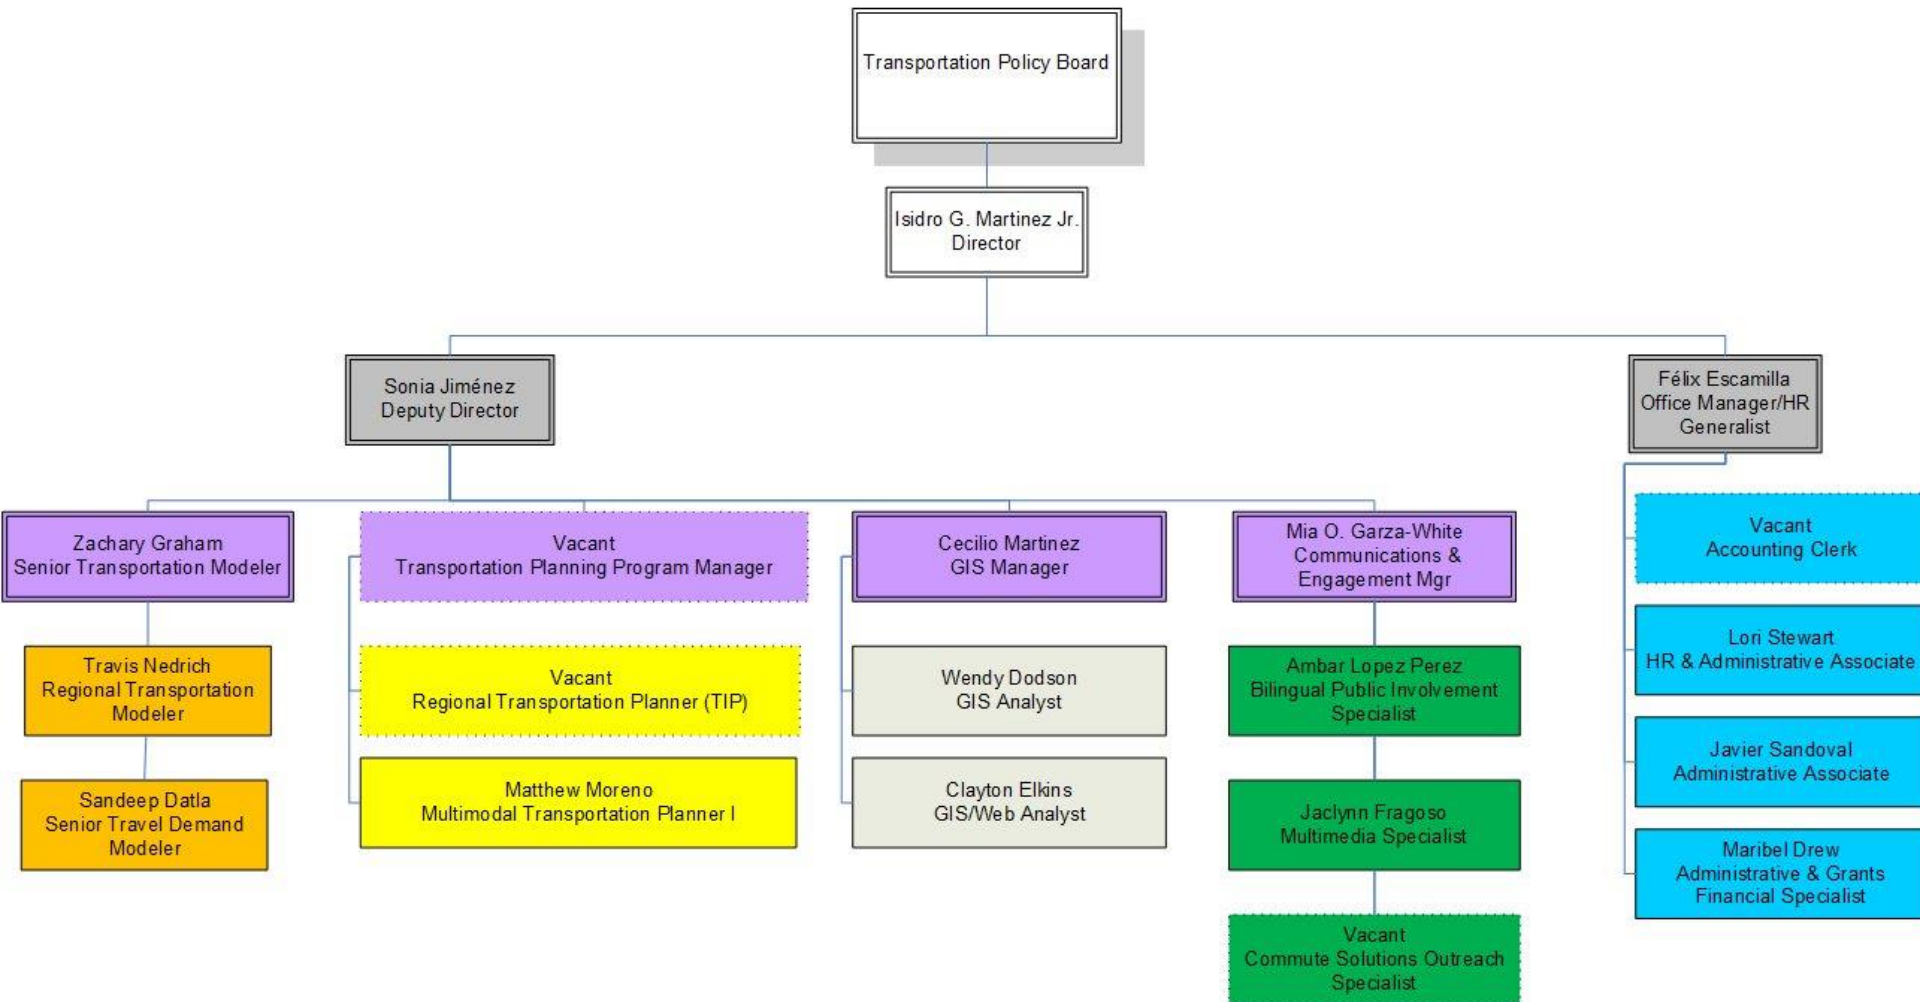 Transportation Policy Board
Isidro G. Martinez Jr.
Director
Sonia Jiménez
Deputy Director
Félix Escamilla
Office Manager/HR
Generalist
Zachary Graham
Senior Transportation Modeler
Vacant
Transportation Planning Program Manager
Cecilio Martinez
GIS Manager
Mia O. Garza-White
Communications &
Engagement Mgr
Vacant
Accounting Clerk
Travis Nedrich
Regional Transportation
Modeler
Vacant
Regional Transportation Planner (TIP)
Wendy Dodson
GIS Analyst
Ambar Lopez Perez
Bilingual Public Involvement
Specialist
Lori Stewart
HR & Administrative Associate
Sandeep Datla
Senior Travel Demand
Modeler
Matthew Moreno
Multimodal Transportation Planner I
Clayton Elkins
GIS/Web Analyst
Jaclynn Fragoso
Multimedia Specialist
Javier Sandoval
Administrative Associate
Maribel Drew
Administrative & Grants
Financial Specialist
Vacant
Commute Solutions Outreach
Specialist